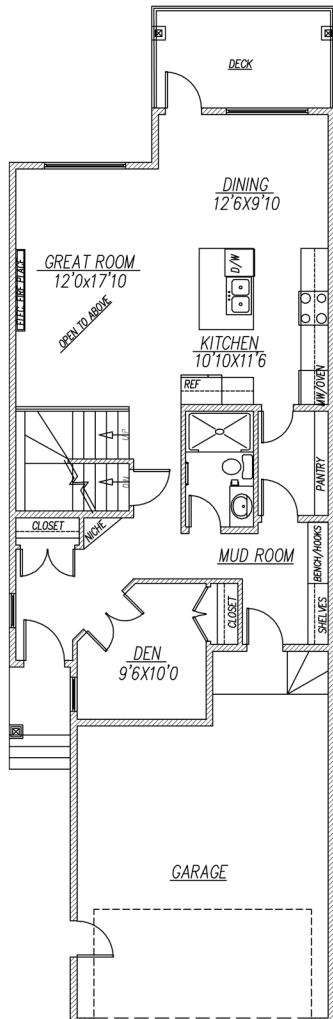 DECK
DINING
12'6X9'10
D/W
GREAT ROOM
12'0x17'10
ELEC. FIRE PLACE
OPEN TO ABOVE
KITCHEN
10'10X11'6
REF
MW/OVEN
UP
DN
PANTRY
CLOSET
NICHE
MUD ROOM
BENCH/HOOKS
SHELVES
CLOSET
DEN
9'6X10'0
GARAGE